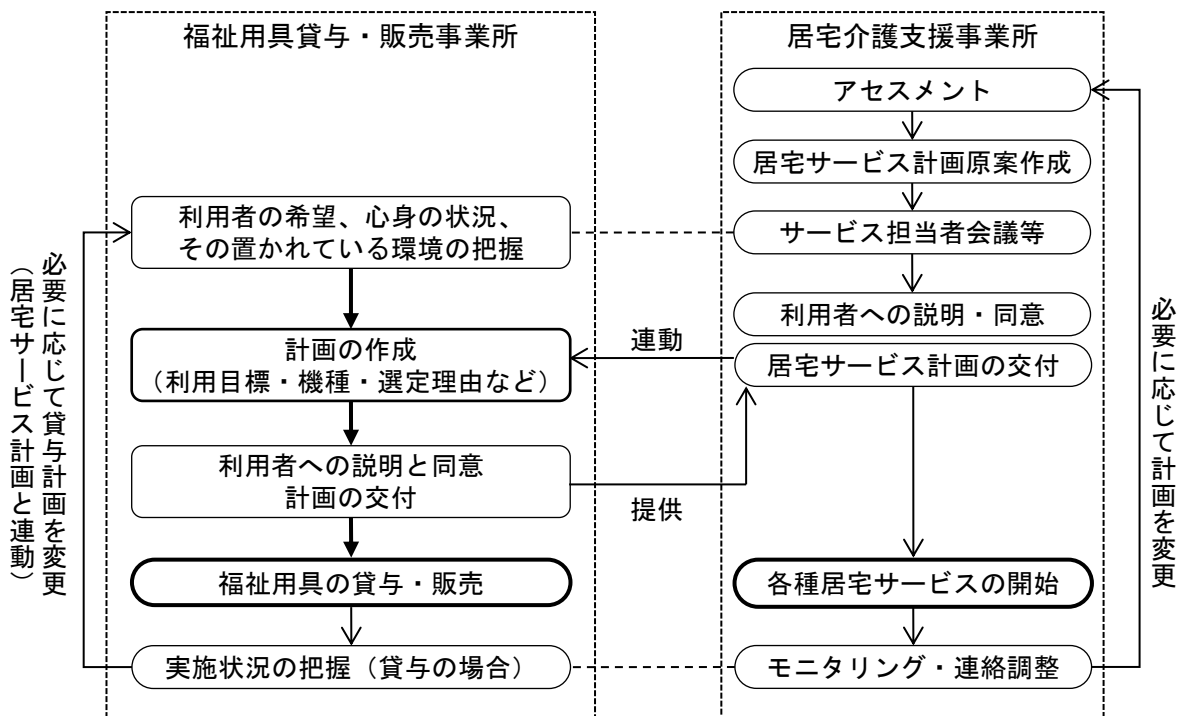 福祉用具貸与・販売事業所
利用者の希望、心身の状況、
その置かれている環境の把握
計画の作成
（利用目標・機種・選定理由など）
利用者への説明と同意
計画の交付
福祉用具の貸与・販売
実施状況の把握（貸与の場合）
必要に応じて貸与計画を変更
（居宅サービス計画と連動）
連動
提供
居宅介護支援事業所
アセスメント
居宅サービス計画原案作成
サービス担当者会議等
利用者への説明・同意
居宅サービス計画の交付
各種居宅サービスの開始
モニタリング・連絡調整
必要に応じて計画を変更